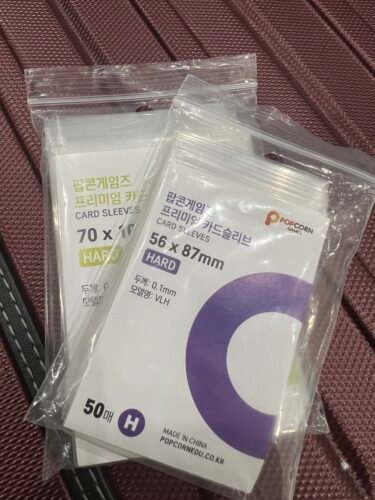 팝콘게임즈
프리미엄 카드
CARD SLEEVES
70 x
HARD
두께:
팝콘게임즈
프리미엄 카드슬리브
CARD SLEEVES
56 x 87mm
HARD
두께: 0.1mm
모델명: VLH
POPCORN
GAMES
50매
H
MADE IN CHINA
POPCORNEDU.CO.KR